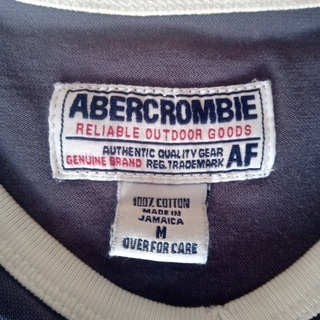 ABERCROMBIE
RELIABLE OUTDOOR GOODS
AUTHENTIC QUALITY GEAR
GENUINE BRAND REG. TRADEMARK AF
100% COTTON
MADE IN
JAMAICA
M
OVER FOR CARE